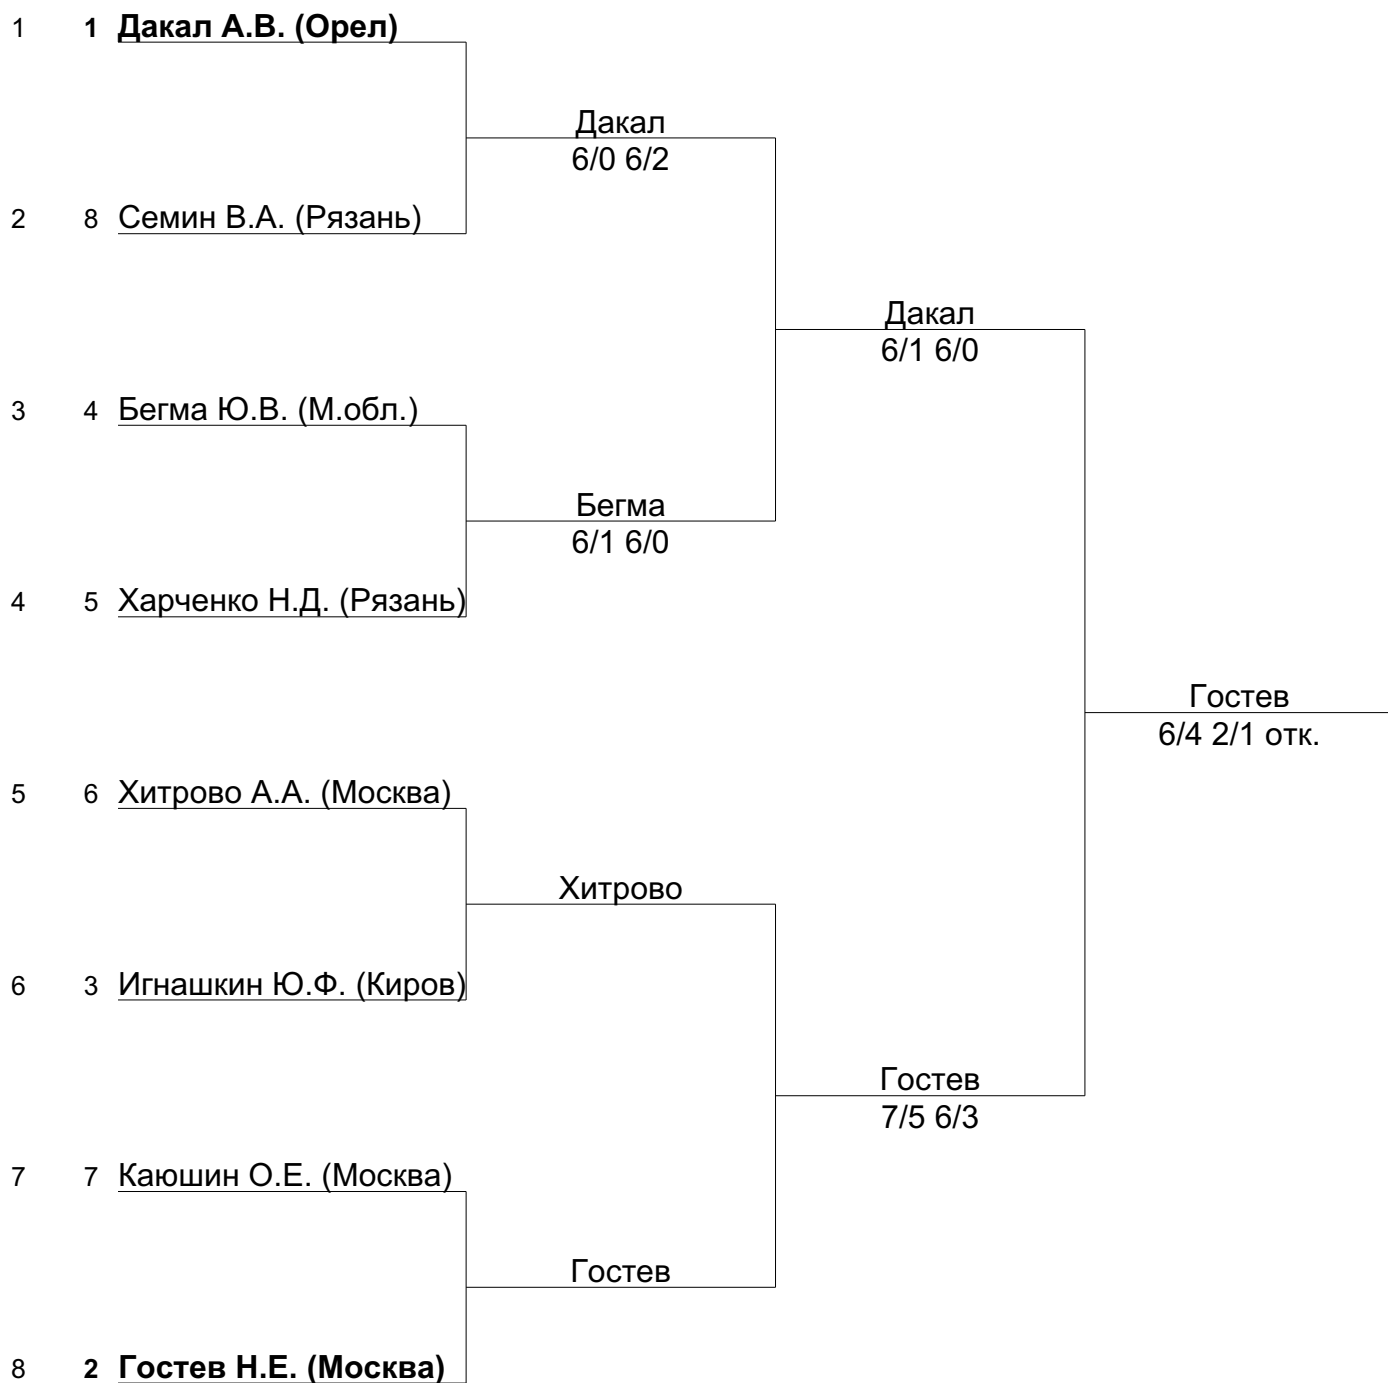 1 1 Дакал А.В. (Орел)
Дакал
6/0 6/2
2 8 Семин В.А. (Рязань)
Дакал
6/1 6/0
3 4 Бегма Ю.В. (М.обл.)
Бегма
6/1 6/0
4 5 Харченко Н.Д. (Рязань)
Гостев
6/4 2/1 отк.
5 6 Хитрово А.А. (Москва)
Хитрово
6 3 Игнашкин Ю.Ф. (Киров)
Гостев
7/5 6/3
7 7 Каюшин О.Е. (Москва)
Гостев
8 2 Гостев Н.Е. (Москва)